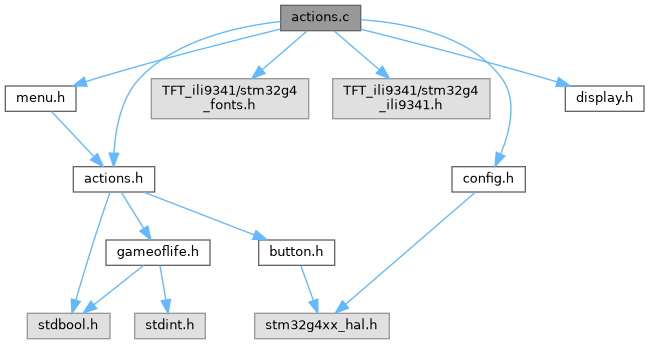 actions.c
menu.h
TFT_ili9341/stm32g4
_fonts.h
TFT_ili9341/stm32g4
_ili9341.h
display.h
actions.h
config.h
gameoflife.h
button.h
stdbool.h
stdint.h
stm32g4xx_hal.h